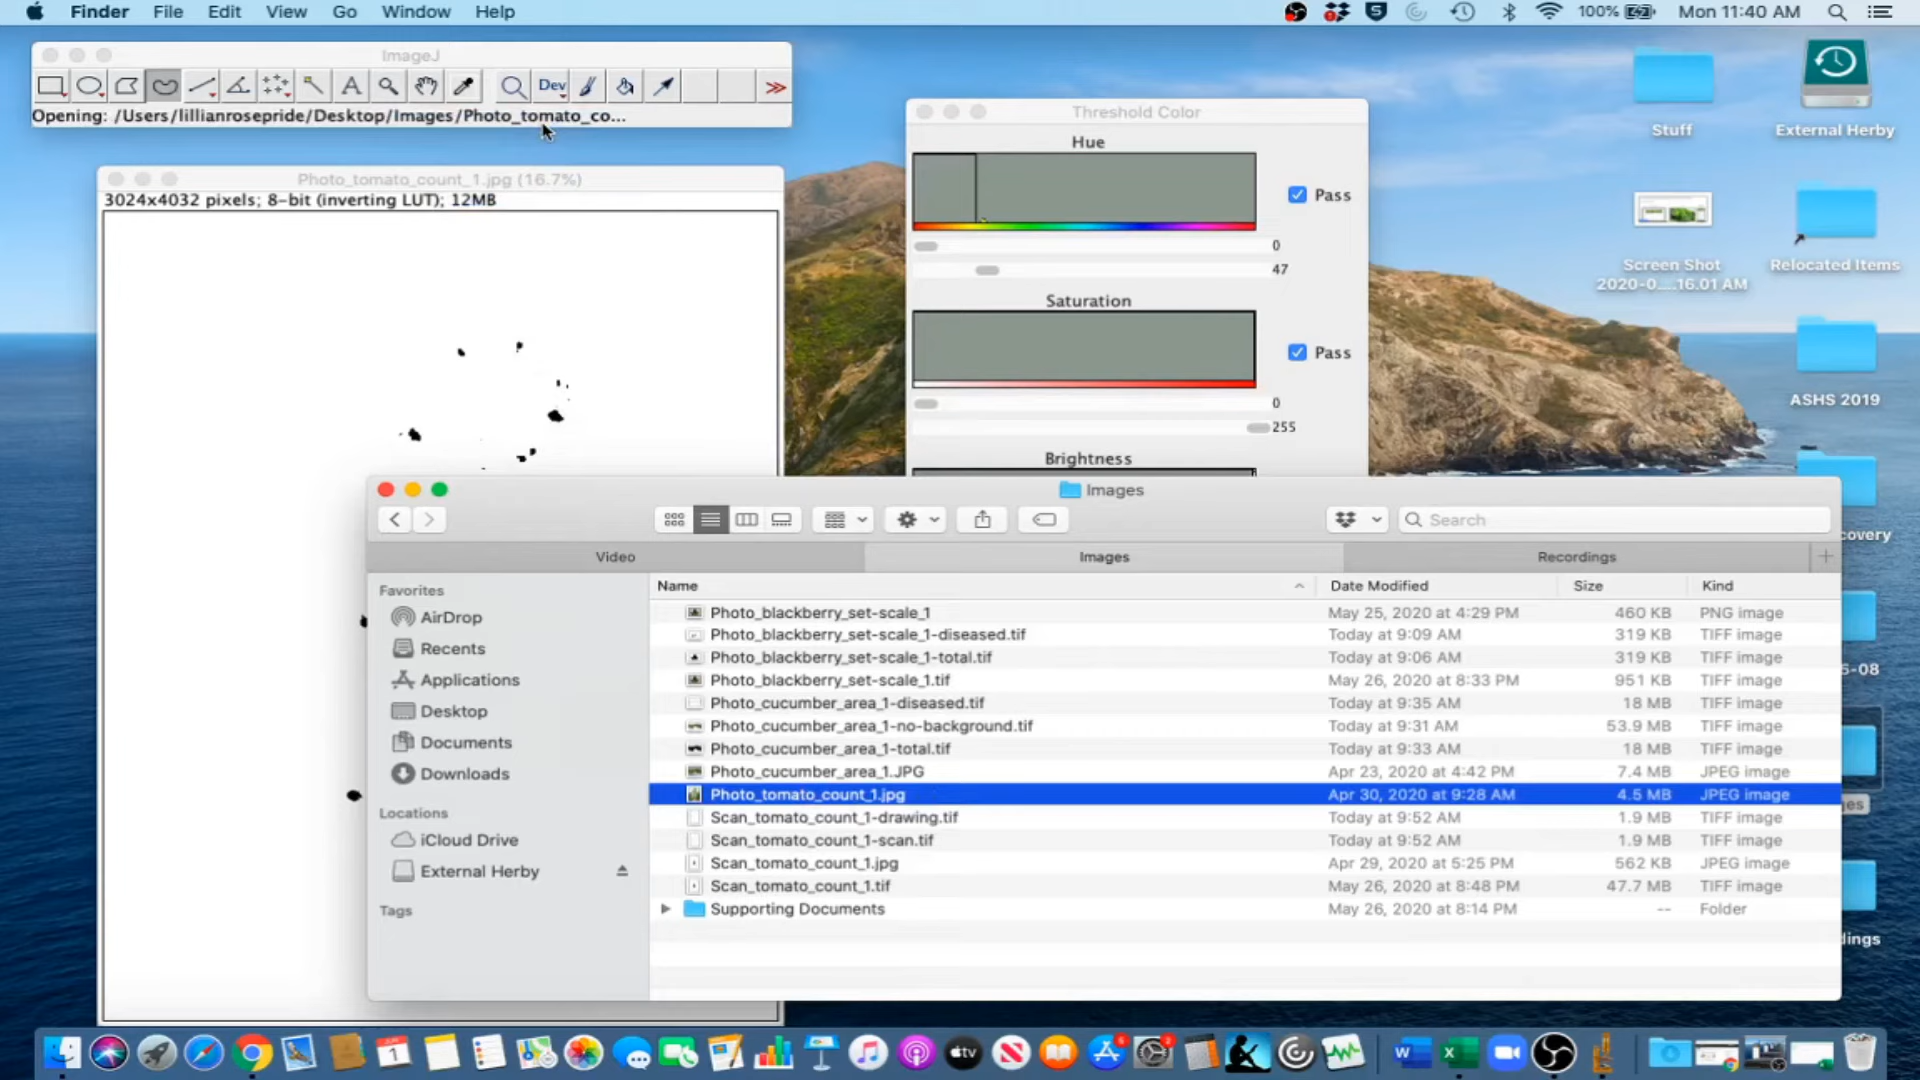 Finder File Edit View Go Window Help
100% Mon 11:40 AM
ImageJ
A Dev >>
Opening: /Users/lillianrosepride/Desktop/Images/Photo_tomato_co...
Photo_tomato_count_1.jpg (16.7%)
3024x4032 pixels; 8-bit (inverting LUT); 12MB
Threshold Color
Hue
Pass
0
47
Saturation
Pass
0
255
Brightness
Stuff
External Herby
Screen Shot
2020-0....16.01 AM
Relocated Items
ASHS 2019
covery
5-08
ges
dings
Images
Search
Video Images Recordings +
Favorites
AirDrop
Recents
Applications
Desktop
Documents
Downloads
Locations
iCloud Drive
External Herby
Tags
Name Date Modified Size Kind
Photo_blackberry_set-scale_1 May 25, 2020 at 4:29 PM 460 KB PNG image
Photo_blackberry_set-scale_1-diseased.tif Today at 9:09 AM 319 KB TIFF image
Photo_blackberry_set-scale_1-total.tif Today at 9:06 AM 319 KB TIFF image
Photo_blackberry_set-scale_1.tif May 26, 2020 at 8:33 PM 951 KB TIFF image
Photo_cucumber_area_1-diseased.tif Today at 9:35 AM 18 MB TIFF image
Photo_cucumber_area_1-no-background.tif Today at 9:31 AM 53.9 MB TIFF image
Photo_cucumber_area_1-total.tif Today at 9:33 AM 18 MB TIFF image
Photo_cucumber_area_1.JPG Apr 23, 2020 at 4:42 PM 7.4 MB JPEG image
Photo_tomato_count_1.jpg Apr 30, 2020 at 9:28 AM 4.5 MB JPEG image
Scan_tomato_count_1-drawing.tif Today at 9:52 AM 1.9 MB TIFF image
Scan_tomato_count_1-scan.tif Today at 9:52 AM 1.9 MB TIFF image
Scan_tomato_count_1.jpg Apr 29, 2020 at 5:25 PM 562 KB JPEG image
Scan_tomato_count_1.tif May 26, 2020 at 8:48 PM 47.7 MB TIFF image
Supporting Documents May 26, 2020 at 8:14 PM -- Folder
1 tv W X